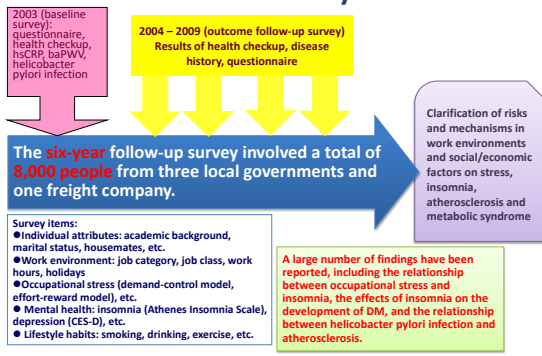 2003 (baseline
survey):
questionnaire,
health checkup,
hsCRP, baPWV,
helicobacter
pylori infection
2004 – 2009 (outcome follow-up survey)
Results of health checkup, disease
history, questionnaire
The six-year follow-up survey involved a total of
8,000 people from three local governments and
one freight company.
Clarification of risks
and mechanisms in
work environments
and social/economic
factors on stress,
insomnia,
atherosclerosis and
metabolic syndrome
Survey items:
●Individual attributes: academic background,
marital status, housemates, etc.
●Work environment: job category, job class, work
hours, holidays
●Occupational stress (demand-control model,
effort-reward model), etc.
● Mental health: insomnia (Athenes Insomnia Scale),
depression (CES-D), etc.
● Lifestyle habits: smoking, drinking, exercise, etc.
A large number of findings have been
reported, including the relationship
between occupational stress and
insomnia, the effects of insomnia on the
development of DM, and the relationship
between helicobacter pylori infection and
atherosclerosis.